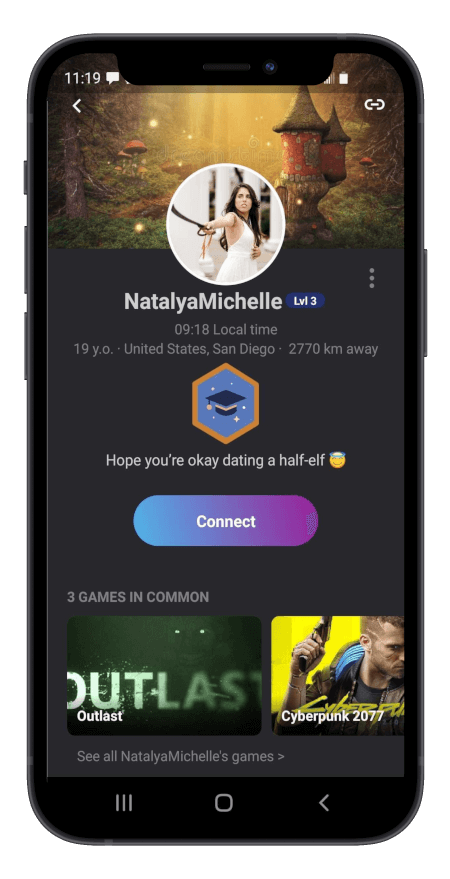 11:19
NatalyaMichelle Lvl 3
09:18 Local time
19 y.o. · United States, San Diego · 2770 km away
Hope you're okay dating a half-elf 😇
Connect
3 GAMES IN COMMON
OUTLAST
Outlast
Cyberpunk 2077
See all NatalyaMichelle's games >